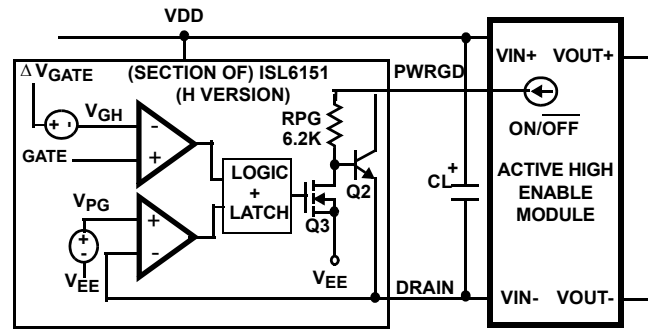 VDD
Δ VGATE
(SECTION OF) ISL6151
(H VERSION)
PWRGD
VIN+ VOUT+
VGH
RPG
6.2K
ON/OFF
GATE
-
+
LOGIC
+
LATCH
Q2
CL
+
ACTIVE HIGH
ENABLE
MODULE
VPG
+
-
Q3
VEE
VEE
DRAIN
VIN- VOUT-